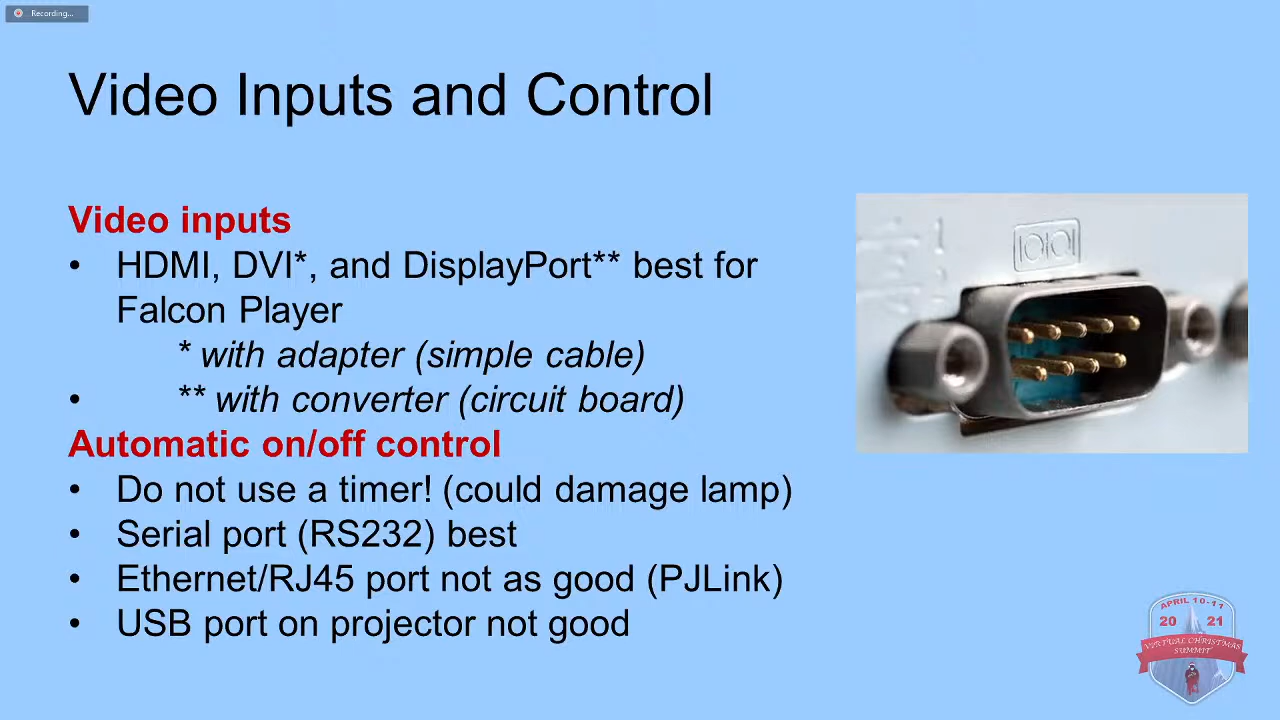 Recording...
Video Inputs and Control
Video inputs
• HDMI, DVI*, and DisplayPort** best for
Falcon Player
* with adapter (simple cable)
• ** with converter (circuit board)
Automatic on/off control
• Do not use a timer! (could damage lamp)
• Serial port (RS232) best
• Ethernet/RJ45 port not as good (PJLink)
• USB port on projector not good
IOIOI
APRIL 10-11
20 21
VIRTUAL CHRISTMAS
SUMMIT